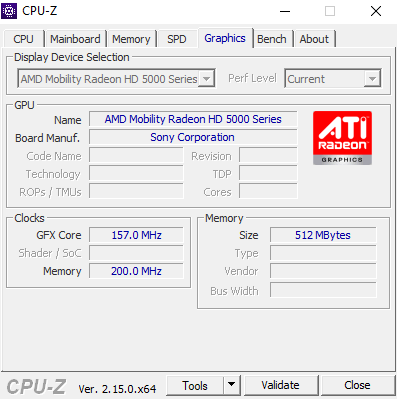 CPU-Z
CPU Mainboard Memory SPD Graphics Bench About
Display Device Selection
AMD Mobility Radeon HD 5000 Series Perf Level Current
GPU
Name AMD Mobility Radeon HD 5000 Series
Board Manuf. Sony Corporation
Code Name Revision
Technology TDP
ROPs / TMUs Cores
ATI
RADEON
GRAPHICS
Clocks
GFX Core 157.0 MHz
Shader / SoC
Memory 200.0 MHz
Memory
Size 512 MBytes
Type
Vendor
Bus Width
CPU-Z Ver. 2.15.0.x64 Tools Validate Close